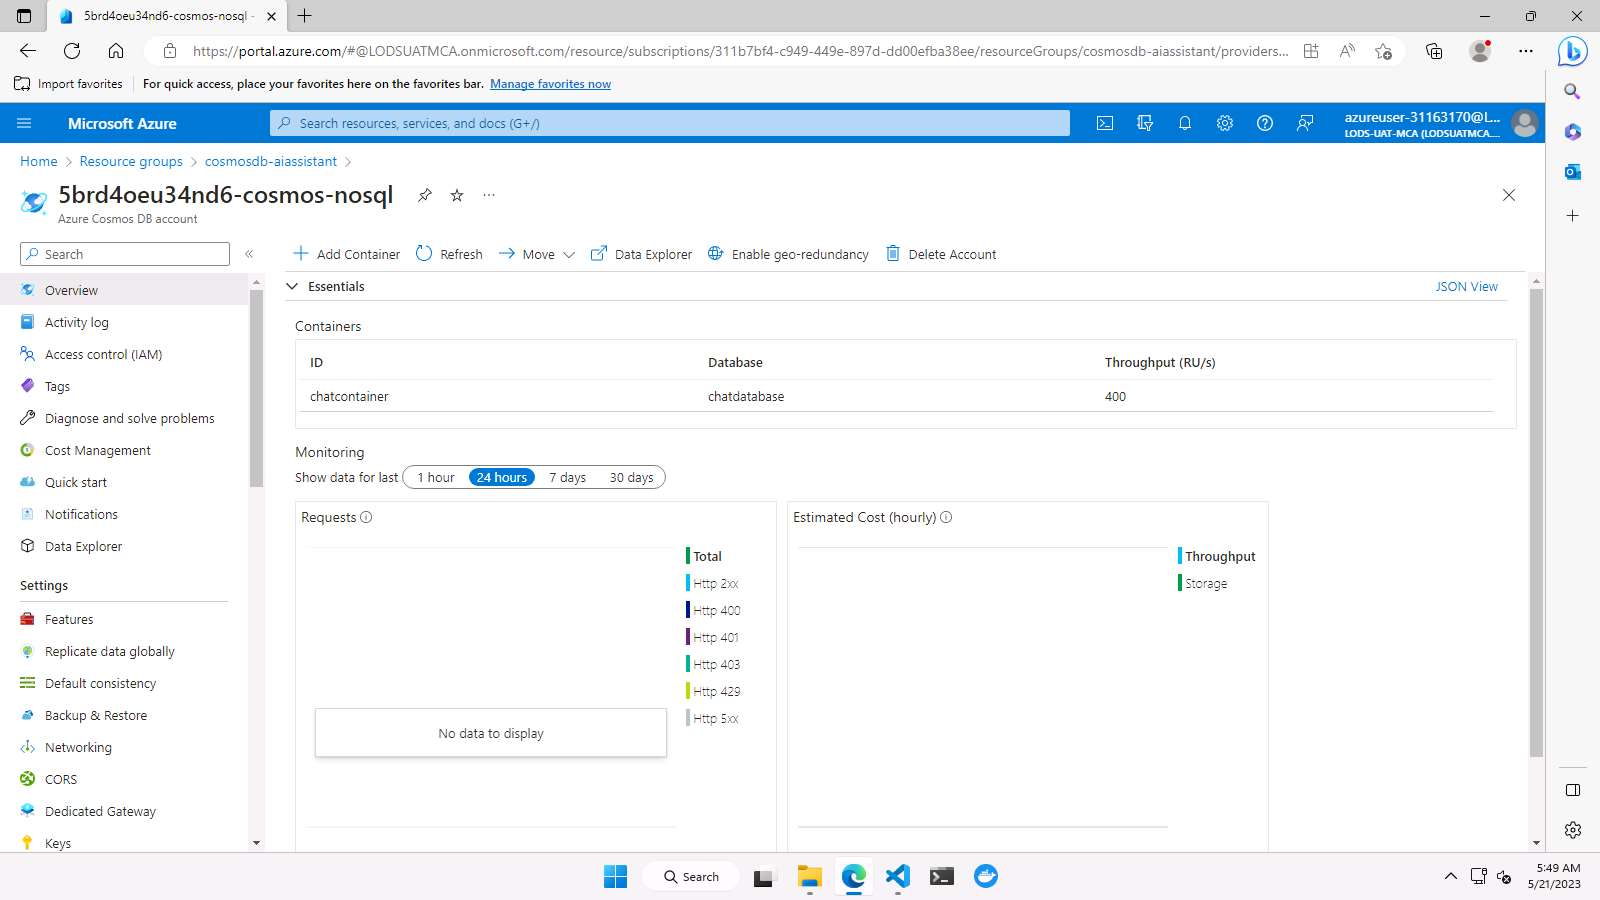 5brd4oeu34nd6-cosmos-nosql -
https://portal.azure.com/#@LODSUATMCA.onmicrosoft.com/resource/subscriptions/311b7bf4-c949-449e-897d-dd00efba38ee/resourceGroups/cosmosdb-aiassistant/providers...
Import favorites
For quick access, place your favorites here on the favorites bar. Manage favorites now
Microsoft Azure
Search resources, services, and docs (G+/)
azureuser-31163170@L...
LODS-UAT-MCA (LODSUATMCA....
Home > Resource groups > cosmosdb-aiassistant >
5brd4oeu34nd6-cosmos-nosql
Azure Cosmos DB account
Search
Add Container
Refresh
Move
Data Explorer
Enable geo-redundancy
Delete Account
Overview
Activity log
Access control (IAM)
Tags
Diagnose and solve problems
Cost Management
Quick start
Notifications
Data Explorer
Settings
Features
Replicate data globally
Default consistency
Backup & Restore
Networking
CORS
Dedicated Gateway
Keys
Essentials
JSON View
Containers
ID Database Throughput (RU/s)
chatcontainer chatdatabase 400
Monitoring
Show data for last 1 hour 24 hours 7 days 30 days
Requests
Total
Http 2xx
Http 400
Http 401
Http 403
Http 429
Http 5xx
No data to display
Estimated Cost (hourly)
Throughput
Storage
Search
5:49 AM
5/21/2023